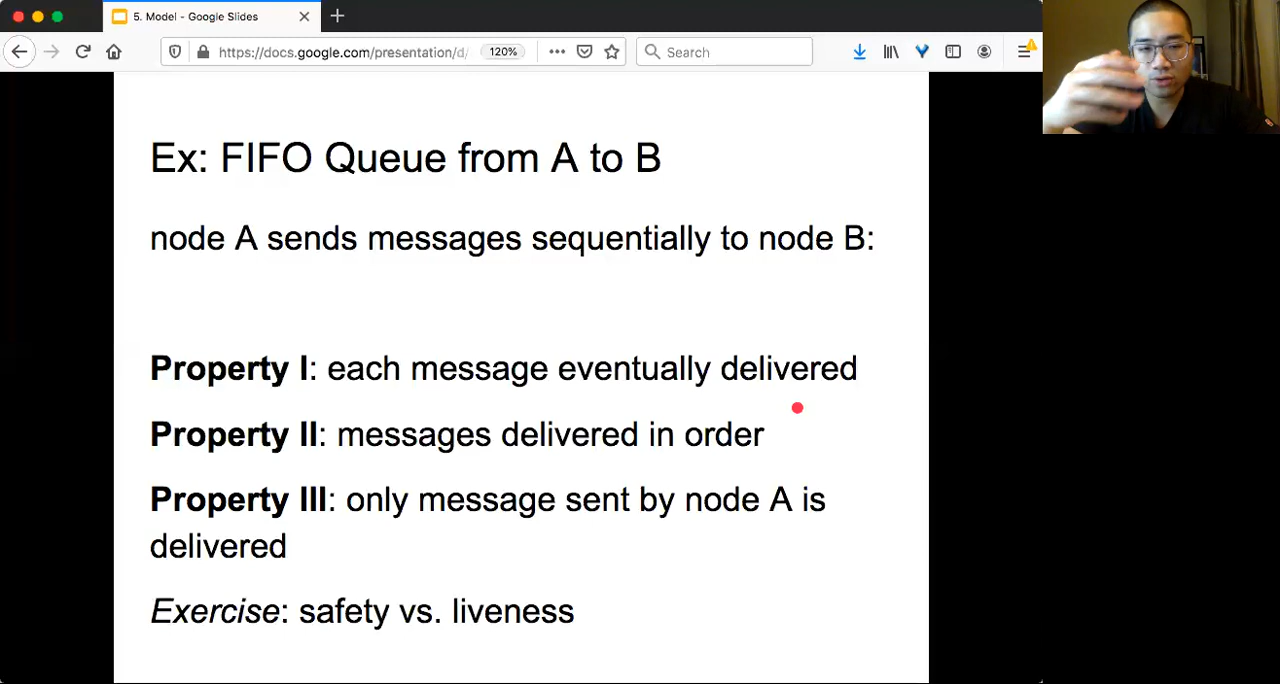 5. Model - Google Slides
https://docs.google.com/presentation/d/
120%
Search
Ex: FIFO Queue from A to B
node A sends messages sequentially to node B:
Property I: each message eventually delivered
Property II: messages delivered in order
Property III: only message sent by node A is
delivered
Exercise: safety vs. liveness